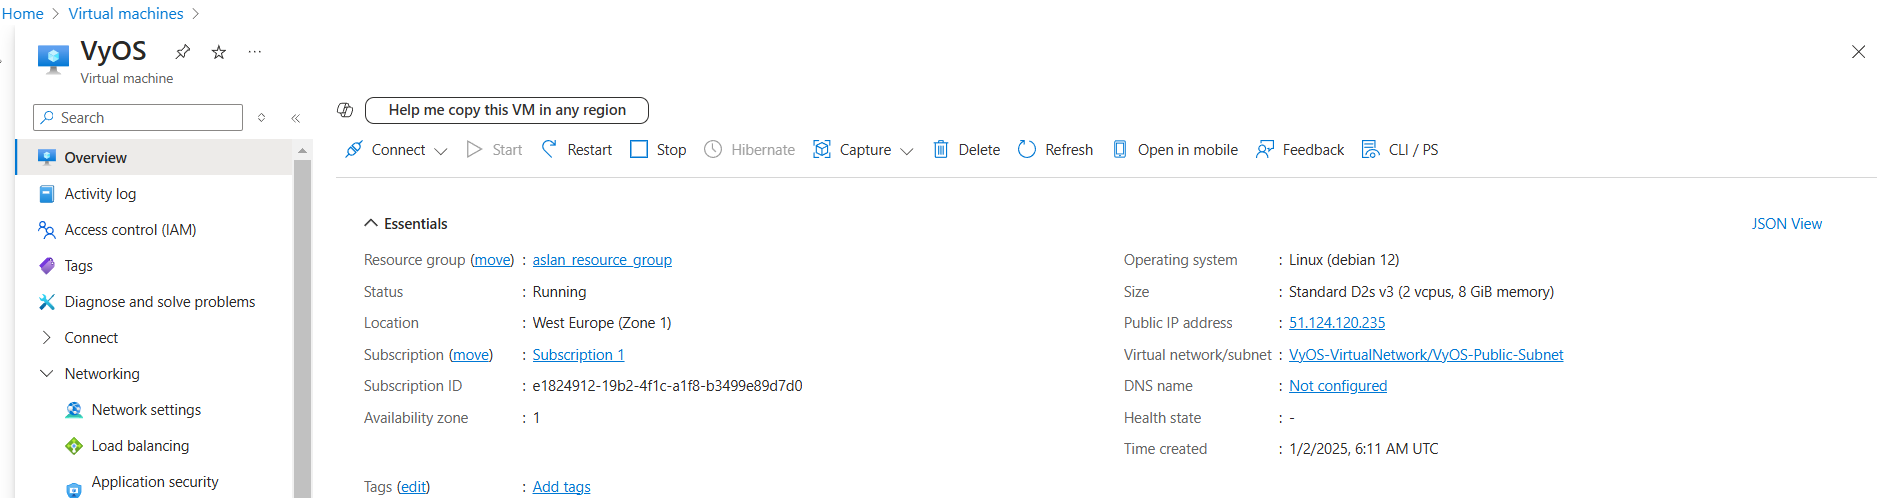 Home > Virtual machines >
VyOS
Virtual machine
Search
Overview
Activity log
Access control (IAM)
Tags
Diagnose and solve problems
Connect
Networking
Network settings
Load balancing
Application security
Help me copy this VM in any region
Connect Start Restart Stop Hibernate Capture Delete Refresh Open in mobile Feedback CLI / PS
Essentials
JSON View
Resource group (move) : aslan_resource_group
Status : Running
Location : West Europe (Zone 1)
Subscription (move) : Subscription 1
Subscription ID : e1824912-19b2-4f1c-a1f8-b3499e89d7d0
Availability zone : 1
Operating system : Linux (debian 12)
Size : Standard D2s v3 (2 vcpus, 8 GiB memory)
Public IP address : 51.124.120.235
Virtual network/subnet : VyOS-VirtualNetwork/VyOS-Public-Subnet
DNS name : Not configured
Health state : -
Time created : 1/2/2025, 6:11 AM UTC
Tags (edit) : Add tags